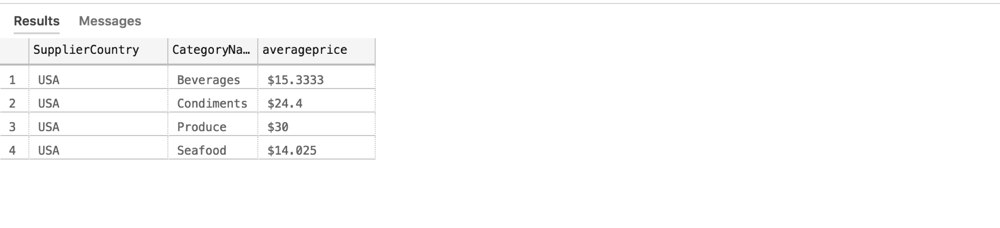 Results Messages
SupplierCountry CategoryNa… averageprice
1 USA Beverages $15.3333
2 USA Condiments $24.4
3 USA Produce $30
4 USA Seafood $14.025